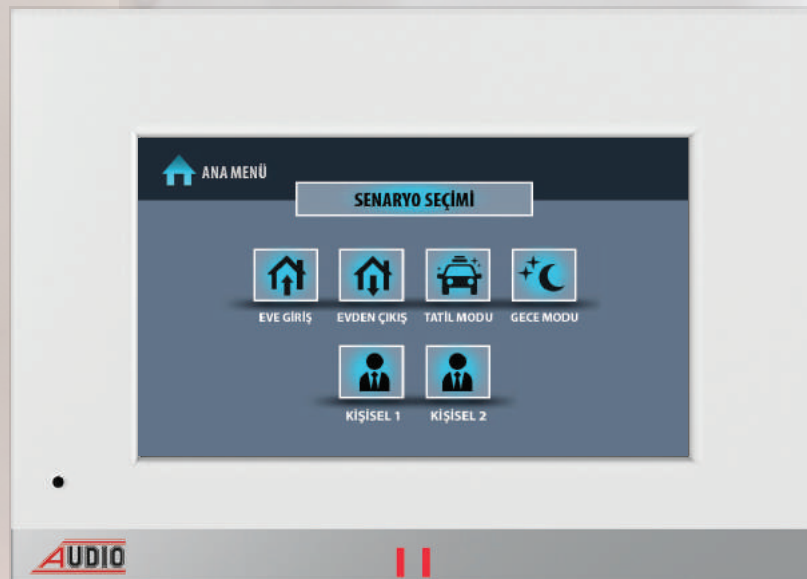 ANA MENÜ
SENARYO SEÇİMİ
EVE GİRİŞ EVDEN ÇIKIŞ TATİL MODU GECE MODU
KİŞİSEL 1 KİŞİSEL 2
AUDIO